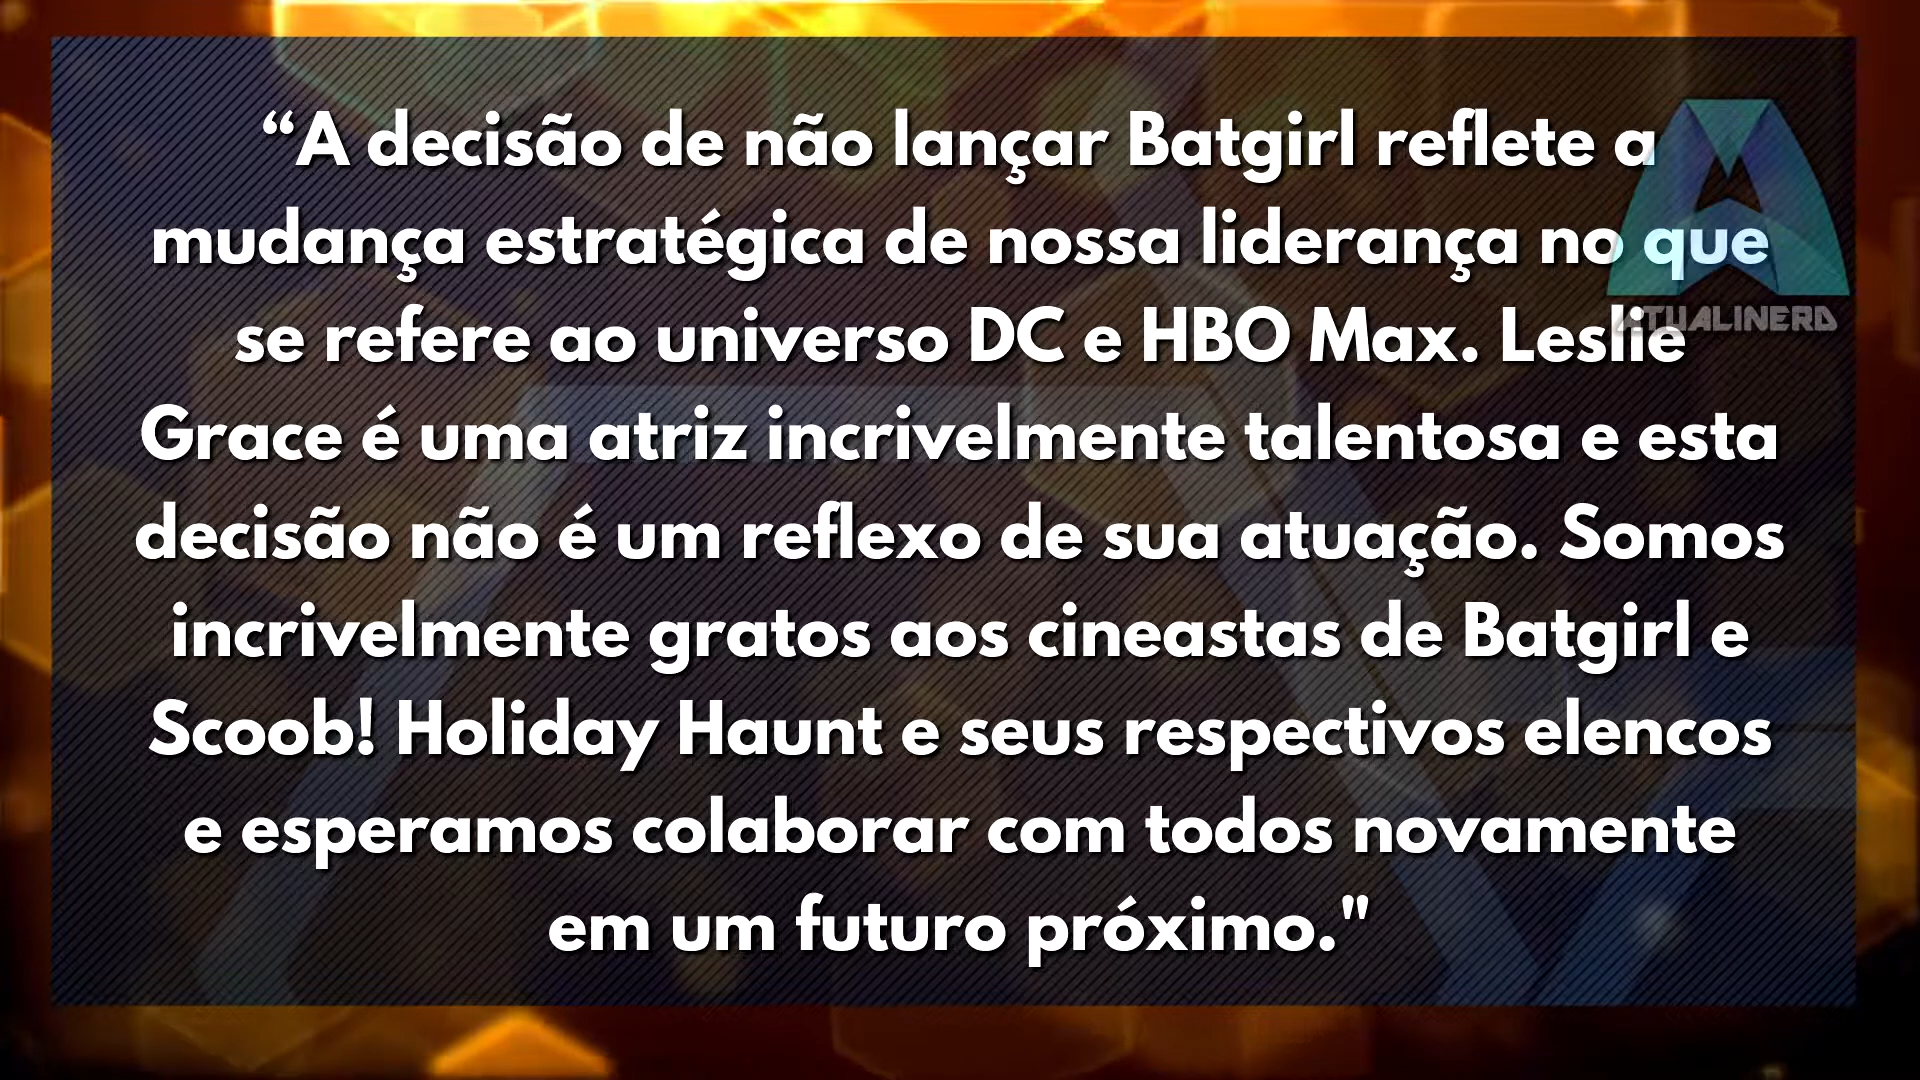 “A decisão de não lançar Batgirl reflete a
mudança estratégica de nossa liderança no que
se refere ao universo DC e HBO Max. Leslie
Grace é uma atriz incrivelmente talentosa e esta
decisão não é um reflexo de sua atuação. Somos
incrivelmente gratos aos cineastas de Batgirl e
Scoob! Holiday Haunt e seus respectivos elencos
e esperamos colaborar com todos novamente
em um futuro próximo."
ATUALINERD